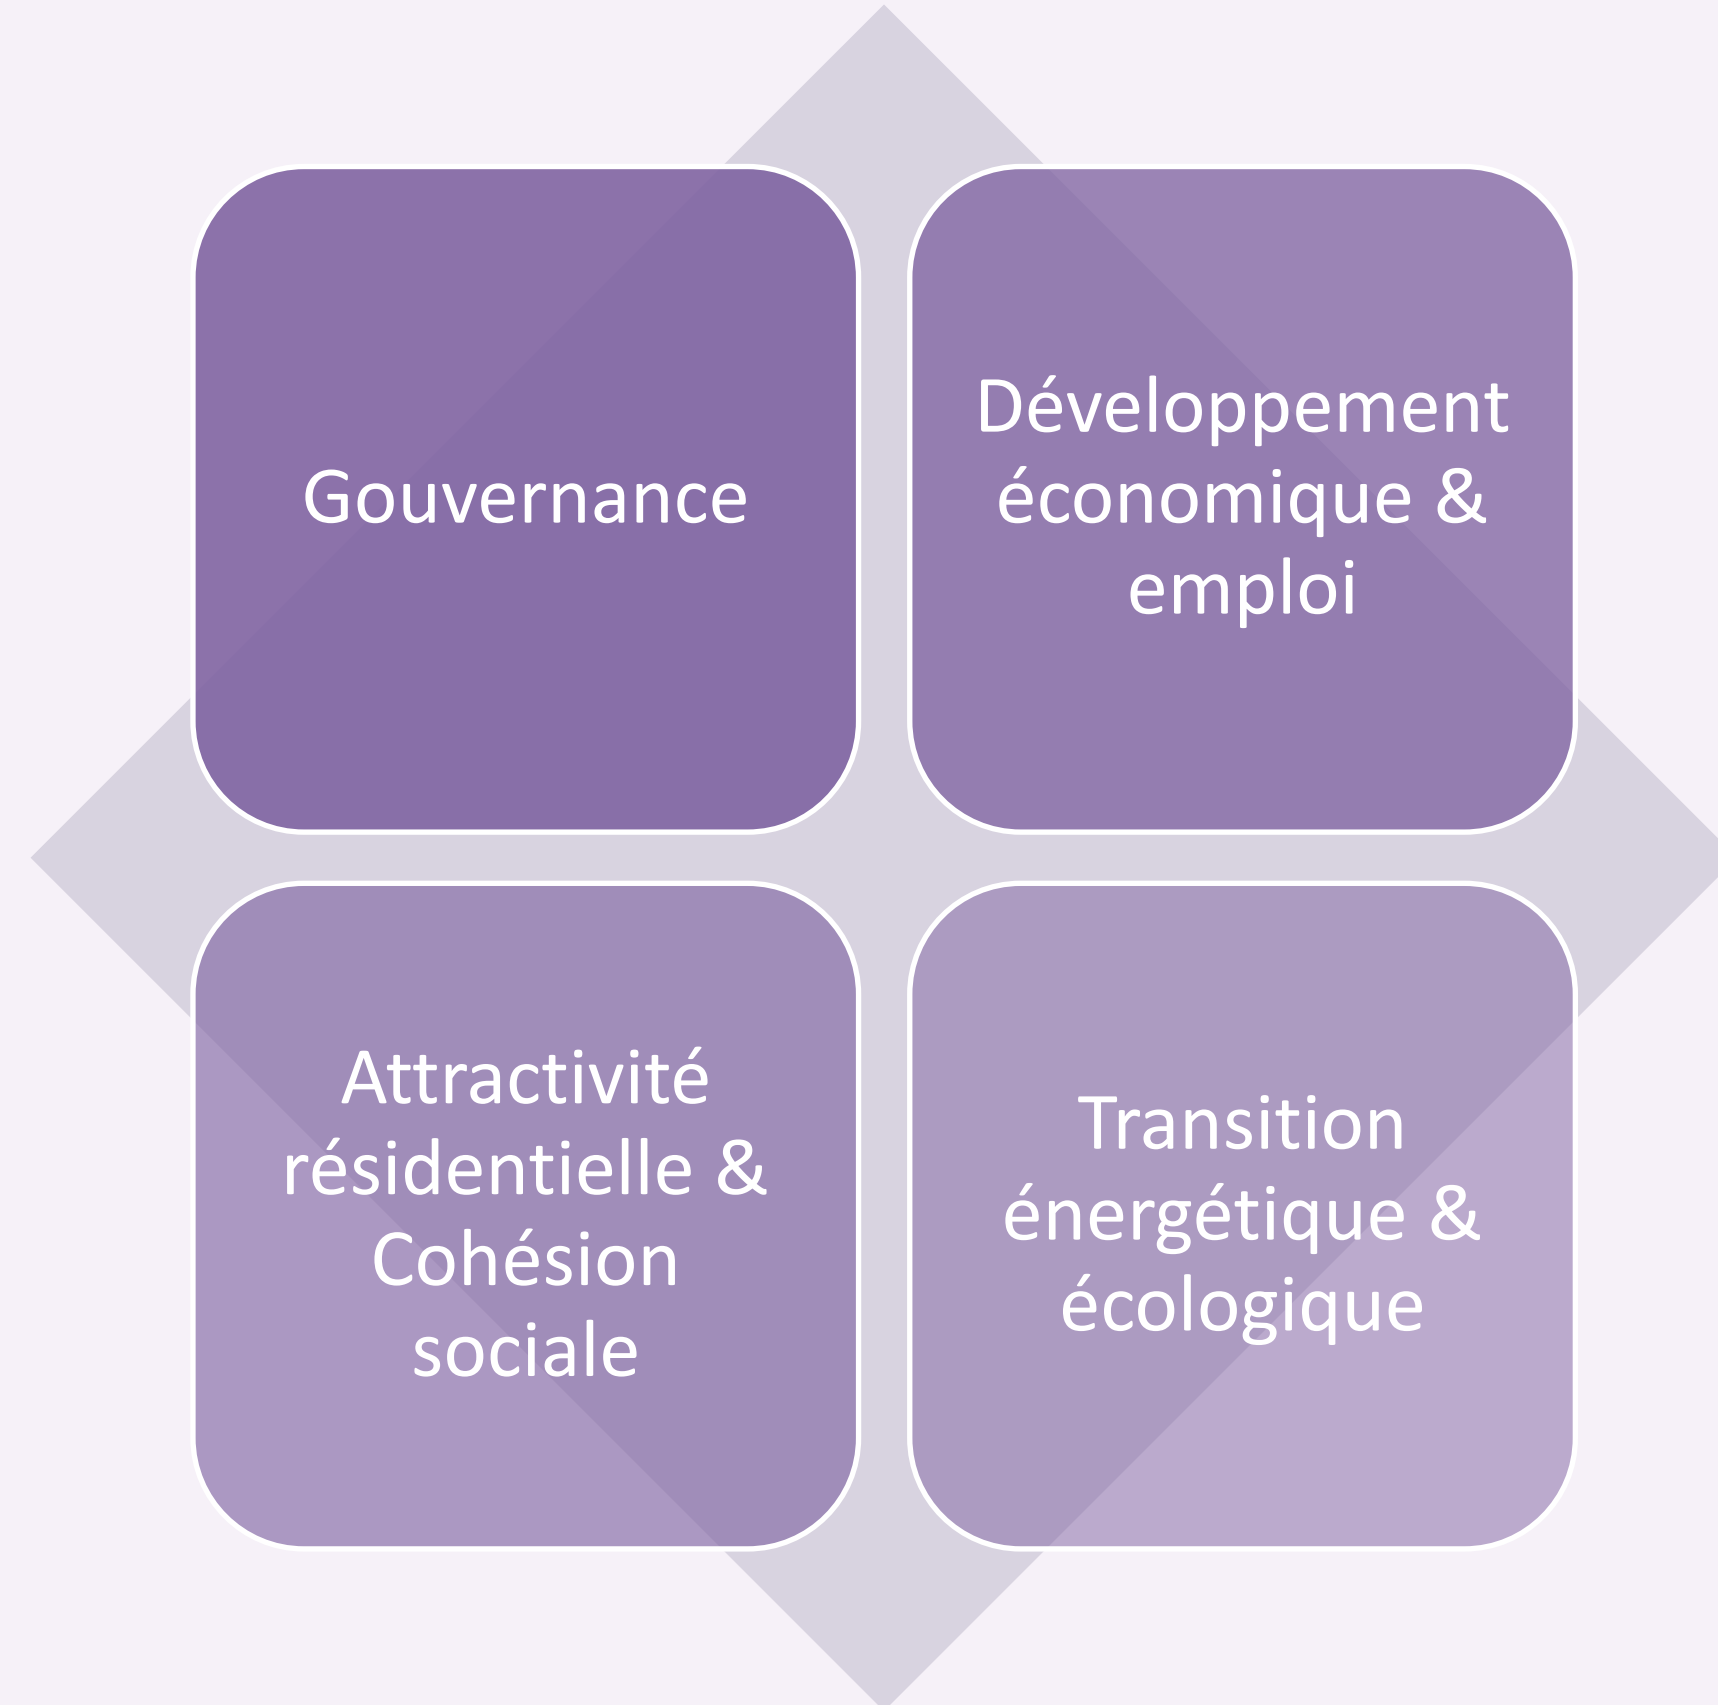 Gouvernance
Développement
économique &
emploi
Attractivité
résidentielle &
Cohésion
sociale
Transition
énergétique &
écologique